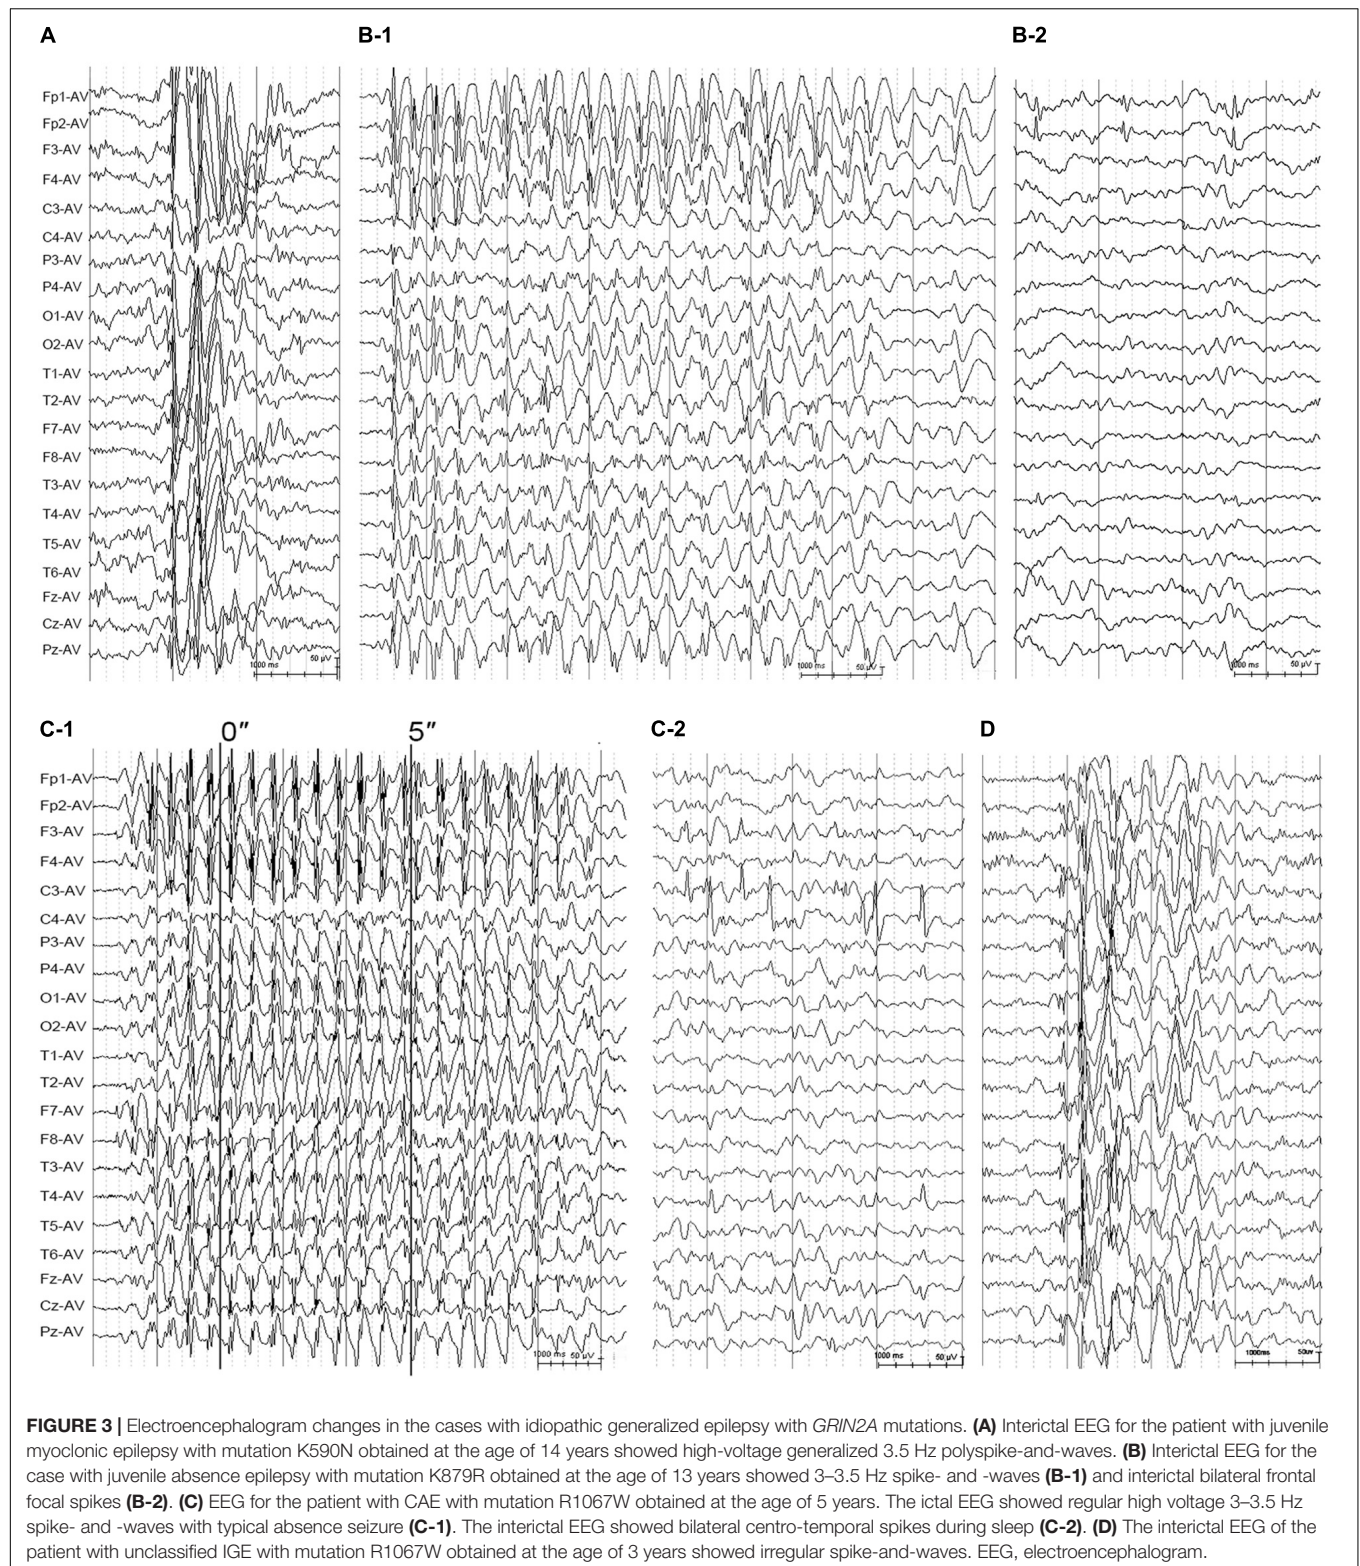 A
B-1
B-2
Fp1-AV
Fp2-AV
F3-AV
F4-AV
C3-AV
C4-AV
P3-AV
P4-AV
O1-AV
O2-AV
T1-AV
T2-AV
F7-AV
F8-AV
T3-AV
T4-AV
T5-AV
T6-AV
Fz-AV
Cz-AV
Pz-AV
1000 ms 50 µV
1000 ms 50 µV
1000 ms 50 µV
C-1
0"
5"
C-2
D
Fp1-AV
Fp2-AV
F3-AV
F4-AV
C3-AV
C4-AV
P3-AV
P4-AV
O1-AV
O2-AV
T1-AV
T2-AV
F7-AV
F8-AV
T3-AV
T4-AV
T5-AV
T6-AV
Fz-AV
Cz-AV
Pz-AV
1000 ms 50 µV
1000 ms 50 µV
1000ms 50uv
FIGURE 3 | Electroencephalogram changes in the cases with idiopathic generalized epilepsy with GRIN2A mutations. (A) Interictal EEG for the patient with juvenile
myoclonic epilepsy with mutation K590N obtained at the age of 14 years showed high-voltage generalized 3.5 Hz polyspike-and-waves. (B) Interictal EEG for the
case with juvenile absence epilepsy with mutation K879R obtained at the age of 13 years showed 3–3.5 Hz spike- and -waves (B-1) and interictal bilateral frontal
focal spikes (B-2). (C) EEG for the patient with CAE with mutation R1067W obtained at the age of 5 years. The ictal EEG showed regular high voltage 3–3.5 Hz
spike- and -waves with typical absence seizure (C-1). The interictal EEG showed bilateral centro-temporal spikes during sleep (C-2). (D) The interictal EEG of the
patient with unclassified IGE with mutation R1067W obtained at the age of 3 years showed irregular spike-and-waves. EEG, electroencephalogram.